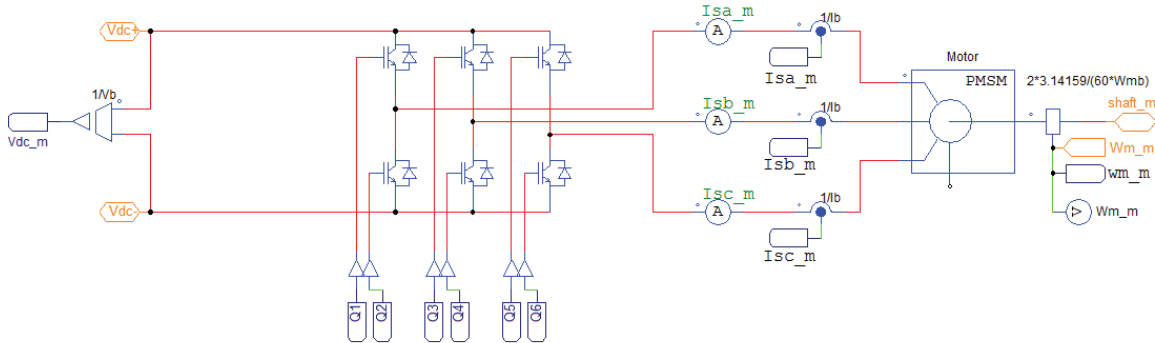 Isa_m
Vdc+
A
1/Ib
Isa_m
Motor
PMSM
2*3.14159/(60*Wmb)
1/Vb
Vdc_m
Isb_m
A
1/Ib
Isb_m
shaft_m
Wm_m
wm_m
Wm_m
Isc_m
Vdc-
A
1/Ib
Isc_m
Q1
Q2
Q3
Q4
Q5
Q6